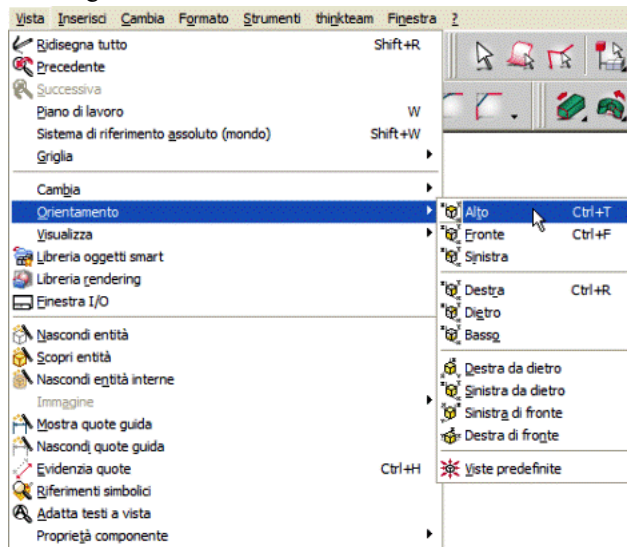 Vista Inserisci Cambia Formato Strumenti thinkteam Finestra ?
Ridisegna tutto Shift+R
Precedente
Successiva
Piano di lavoro W
Sistema di riferimento assoluto (mondo) Shift+W
Griglia
Cambia
Orientamento
Visualizza
Libreria oggetti smart
Libreria rendering
Finestra I/O
Nascondi entità
Scopri entità
Nascondi entità interne
Immagine
Mostra quote guida
Nascondi quote guida
Evidenzia quote Ctrl+H
Riferimenti simbolici
Adatta testi a vista
Proprietà componente
Alto Ctrl+T
Fronte Ctrl+F
Sinistra
Destra Ctrl+R
Dietro
Basso
Destra da dietro
Sinistra da dietro
Sinistra di fronte
Destra di fronte
Viste predefinite